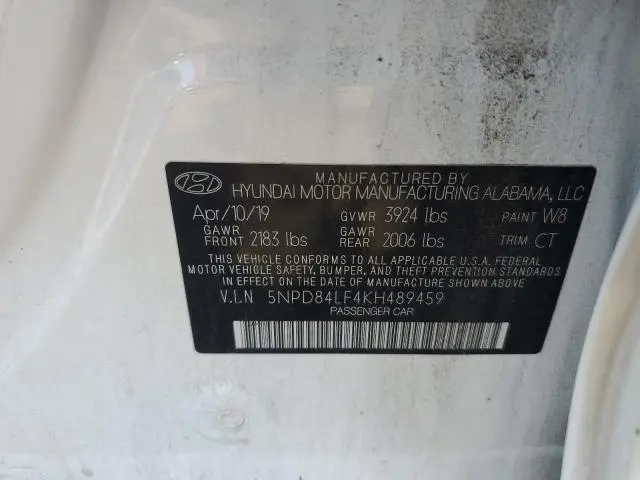 MANUFACTURED BY
HYUNDAI MOTOR MANUFACTURING ALABAMA, LLC
Apr/10/19 GVWR 3924 lbs PAINT W8
GAWR FRONT 2183 lbs GAWR REAR 2006 lbs TRIM CT
THIS VEHICLE CONFORMS TO ALL APPLICABLE U.S.A. FEDERAL
MOTOR VEHICLE SAFETY, BUMPER, AND THEFT PREVENTION STANDARDS
IN EFFECT ON THE DATE OF MANUFACTURE SHOWN ABOVE.
V.I.N 5NPD84LF4KH489459
PASSENGER CAR